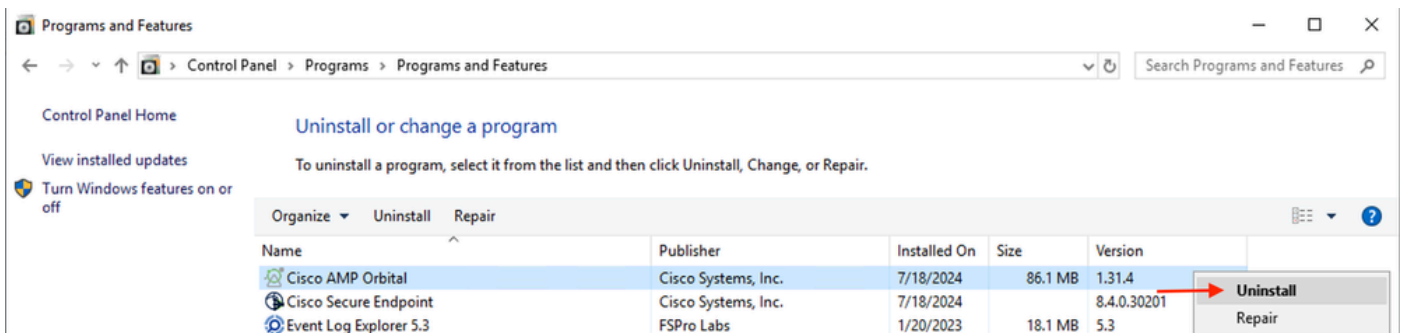 Programs and Features
Control Panel > Programs > Programs and Features
Search Programs and Features
Control Panel Home
Uninstall or change a program
View installed updates
To uninstall a program, select it from the list and then click Uninstall, Change, or Repair.
Turn Windows features on or
off
Organize Uninstall Repair
Name Publisher Installed On Size Version
Cisco AMP Orbital Cisco Systems, Inc. 7/18/2024 86.1 MB 1.31.4
Uninstall
Cisco Secure Endpoint Cisco Systems, Inc. 7/18/2024 8.4.0.30201
Repair
Event Log Explorer 5.3 FSPro Labs 1/20/2023 18.1 MB 5.3